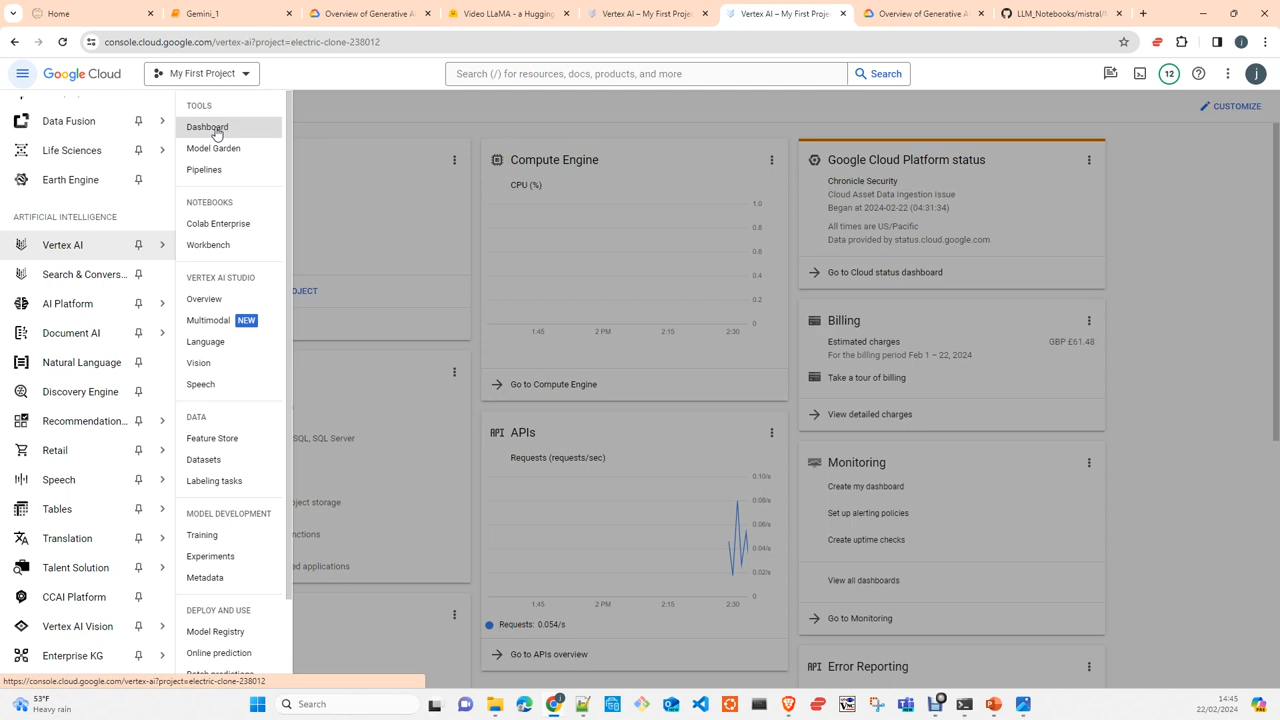 Gemini_1
Overview of Generative A
Video LLaMA - a Hugging
Vertex AI – My First Proje
Vertex AI – My First Projec
Overview of Generative A
LLM_Notebooks/mistral/M
console.cloud.google.com/vertex-ai?project=electric-clone-238012
Google Cloud
My First Project
Search (/) for resources, docs, products, and more
Search
12
j
CUSTOMIZE
Data Fusion
Life Sciences
Earth Engine
ARTIFICIAL INTELLIGENCE
Vertex AI
Search & Convers...
AI Platform
Document AI
Natural Language
Discovery Engine
Recommendation...
Retail
Speech
Tables
Translation
Talent Solution
CCAI Platform
Vertex AI Vision
Enterprise KG
TOOLS
Dashboard
Model Garden
Pipelines
NOTEBOOKS
Colab Enterprise
Workbench
VERTEX AI STUDIO
Overview
Multimodal NEW
Language
Vision
Speech
DATA
Feature Store
Datasets
Labeling tasks
MODEL DEVELOPMENT
Training
Experiments
Metadata
DEPLOY AND USE
Model Registry
Online prediction
Batch predictions
OJECT
SQL, SQL Server
oject storage
nctions
ed applications
Compute Engine
CPU (%)
1.0
0.8
0.6
0.4
0.2
0
1:45
2 PM
2:15
2:30
Go to Compute Engine
APIs
Requests (requests/sec)
0.10/s
0.08/s
0.06/s
0.04/s
0.02/s
0
1:45
2 PM
2:15
2:30
Requests: 0.054/s
Go to APIs overview
Google Cloud Platform status
Chronicle Security
Cloud Asset Data Ingestion Issue
Began at 2024-02-22 (04:31:34)
All times are US/Pacific
Data provided by status.cloud.google.com
Go to Cloud status dashboard
Billing
Estimated charges GBP £61.48
For the billing period Feb 1 – 22, 2024
Take a tour of billing
View detailed charges
Monitoring
Create my dashboard
Set up alerting policies
Create uptime checks
View all dashboards
Go to Monitoring
Error Reporting
https://console.cloud.google.com/vertex-ai?project=electric-clone-238012
53°F
Heavy rain
Search
14:45
22/02/2024